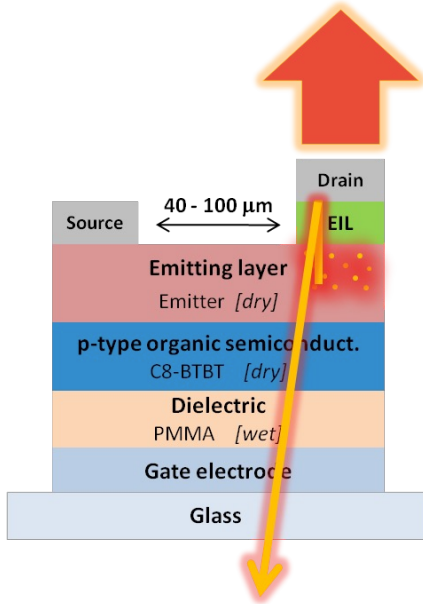 Drain
40 - 100 µm
Source
EIL
Emitting layer
Emitter [dry]
p-type organic semiconduct.
C8-BTBT [dry]
Dielectric
PMMA [wet]
Gate electrode
Glass